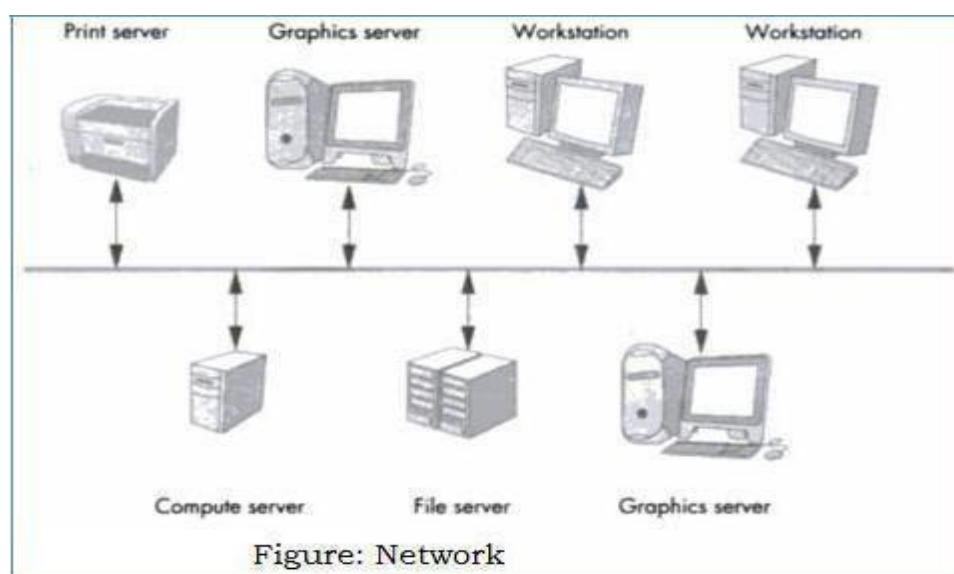 Print server Graphics server Workstation Workstation
Compute server File server Graphics server
Figure: Network